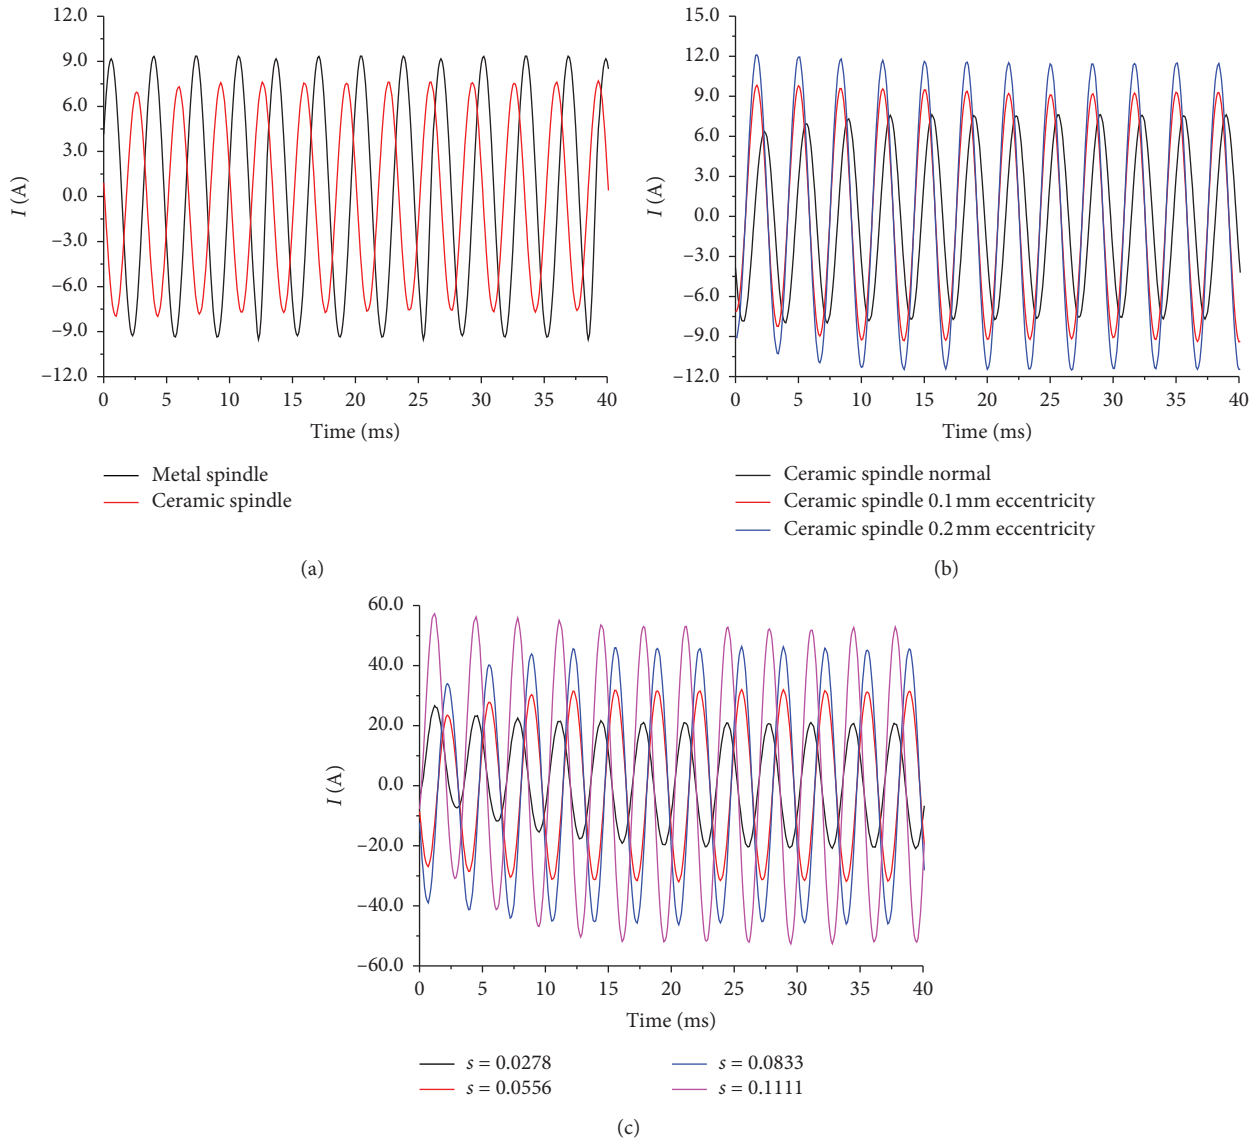 12.0
9.0
6.0
3.0
0.0
−3.0
−6.0
−9.0
−12.0
I (A)
0 5 10 15 20 25 30 35 40
Time (ms)
Metal spindle
Ceramic spindle
(a)
15.0
12.0
9.0
6.0
3.0
0.0
−3.0
−6.0
−9.0
−12.0
I (A)
0 5 10 15 20 25 30 35 40
Time (ms)
Ceramic spindle normal
Ceramic spindle 0.1 mm eccentricity
Ceramic spindle 0.2 mm eccentricity
(b)
60.0
40.0
20.0
0.0
−20.0
−40.0
−60.0
I (A)
0 5 10 15 20 25 30 35 40
Time (ms)
s = 0.0278 s = 0.0833
s = 0.0556 s = 0.1111
(c)